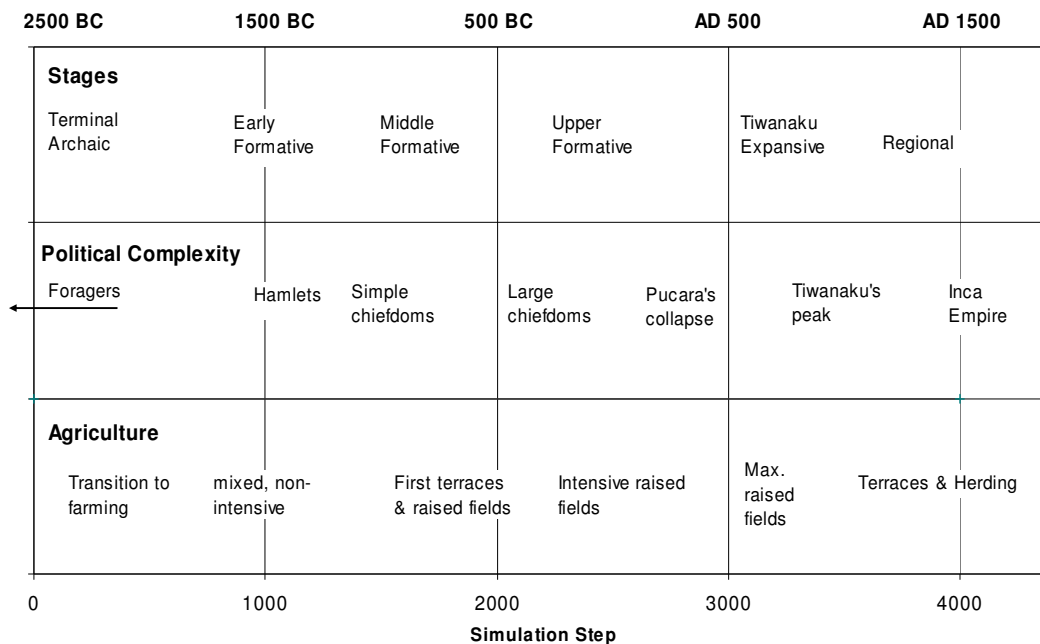 2500 BC 1500 BC 500 BC AD 500 AD 1500
Stages
Terminal Early Middle Upper Tiwanaku
Archaic Formative Formative Formative Expansive Regional
Political Complexity
Foragers Hamlets Simple Large Pucara's Tiwanaku's Inca
chiefdoms chiefdoms collapse peak Empire
Agriculture
Transition to mixed, non- First terraces Intensive raised Max. Terraces & Herding
farming intensive & raised fields fields raised
fields
0 1000 2000 3000 4000
Simulation Step